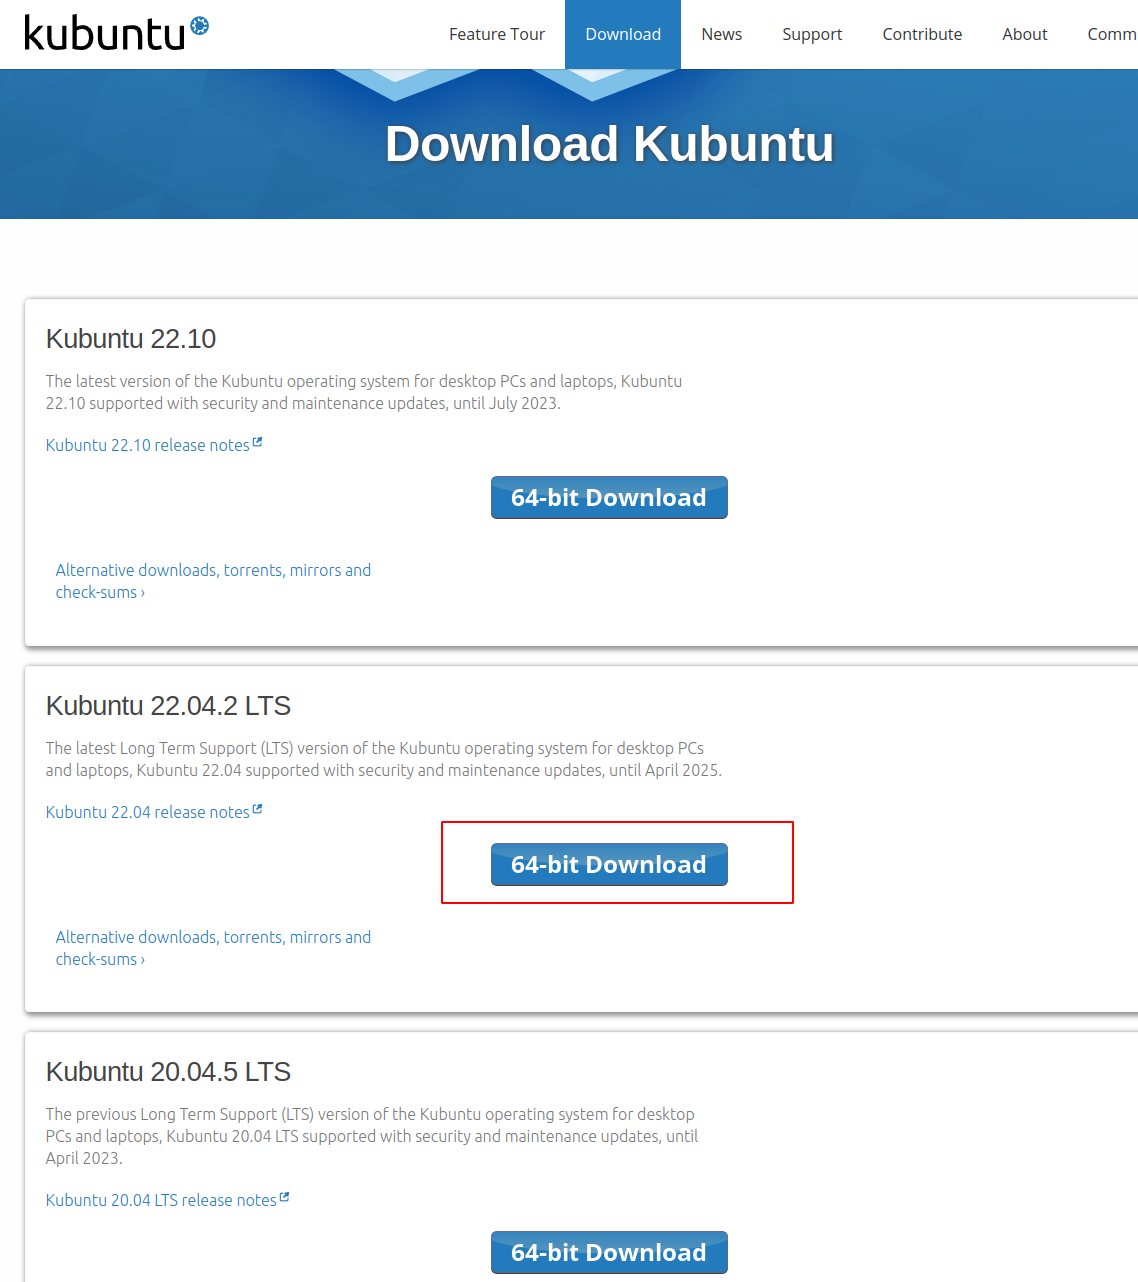 kubuntu
Feature Tour
Download
News
Support
Contribute
About
Comm
Download Kubuntu
Kubuntu 22.10
The latest version of the Kubuntu operating system for desktop PCs and laptops, Kubuntu
22.10 supported with security and maintenance updates, until July 2023.
Kubuntu 22.10 release notes
64-bit Download
Alternative downloads, torrents, mirrors and
check-sums ›
Kubuntu 22.04.2 LTS
The latest Long Term Support (LTS) version of the Kubuntu operating system for desktop PCs
and laptops, Kubuntu 22.04 supported with security and maintenance updates, until April 2025.
Kubuntu 22.04 release notes
64-bit Download
Alternative downloads, torrents, mirrors and
check-sums ›
Kubuntu 20.04.5 LTS
The previous Long Term Support (LTS) version of the Kubuntu operating system for desktop
PCs and laptops, Kubuntu 20.04 LTS supported with security and maintenance updates, until
April 2023.
Kubuntu 20.04 LTS release notes
64-bit Download